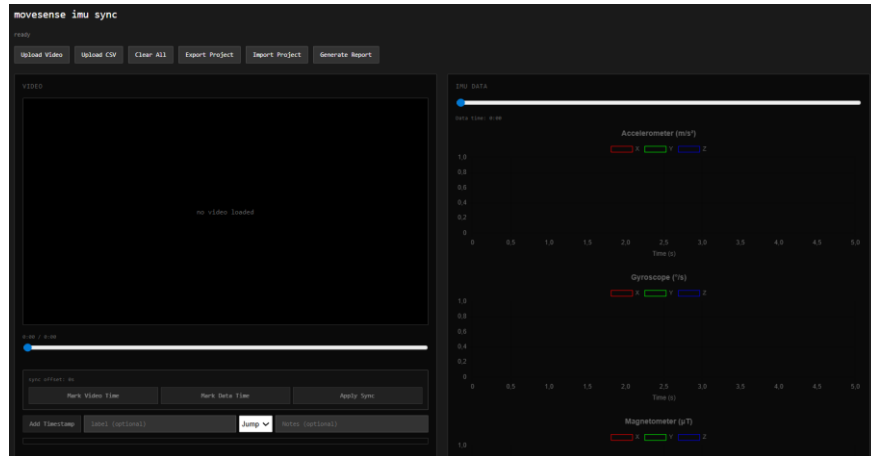 movesense imu sync
ready
Upload Video Upload CSV Clear All Export Project Import Project Generate Report
VIDEO
no video loaded
0:00 / 0:00
sync offset: 0s
Mark Video Time Mark Data Time Apply Sync
Add Timestamp Label (optional) Jump Notes (optional)
IMU DATA
Data time: 0:00
Accelerometer (m/s²)
X Y Z
1,0
0,8
0,6
0,4
0,2
0
0 0,5 1,0 1,5 2,0 2,5 3,0 3,5 4,0 4,5 5,0
Time (s)
Gyroscope (°/s)
X Y Z
1,0
0,8
0,6
0,4
0,2
0
0 0,5 1,0 1,5 2,0 2,5 3,0 3,5 4,0 4,5 5,0
Time (s)
Magnetometer (µT)
X Y Z
1,0